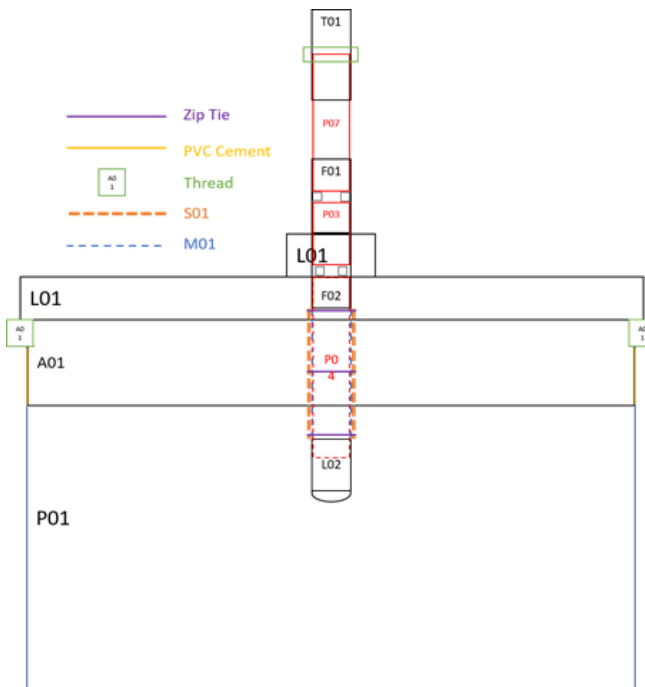 T01
Zip Tie
P07
PVC Cement
F01
A0
1
Thread
S01
P03
M01
L01
L01
F02
A0
1
A0
1
A01
P0
4
L02
P01